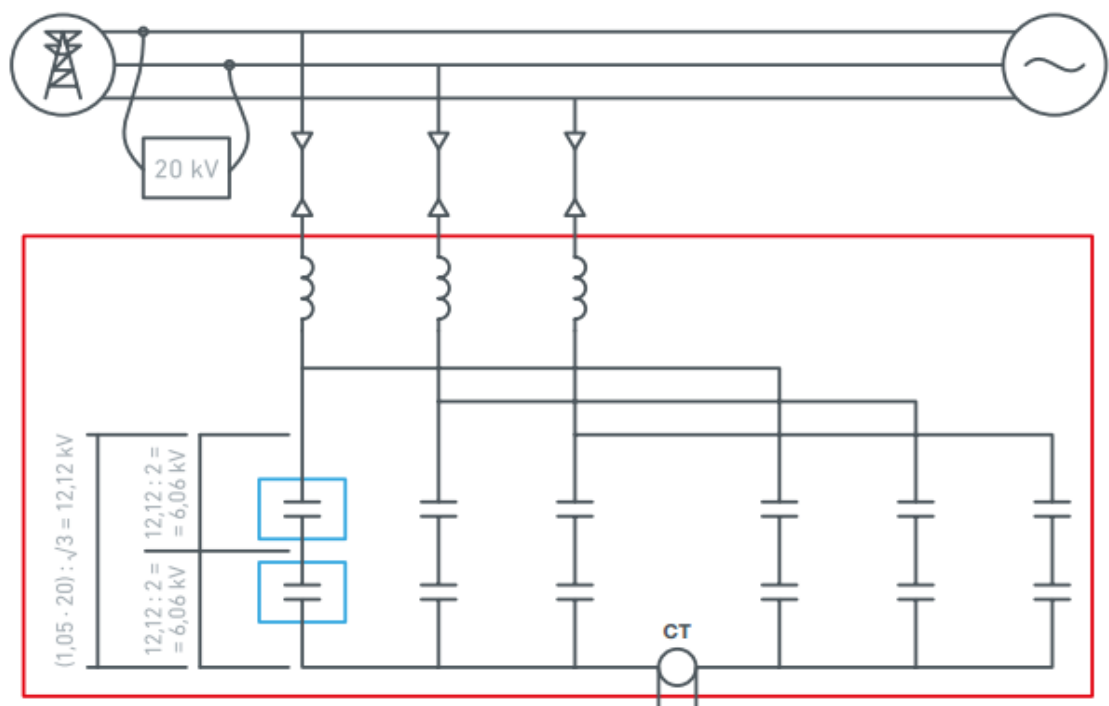 20 kV
(1,05 · 20) : √3 = 12,12 kV
12,12 : 2 =
= 6,06 kV
12,12 : 2 =
= 6,06 kV
CT